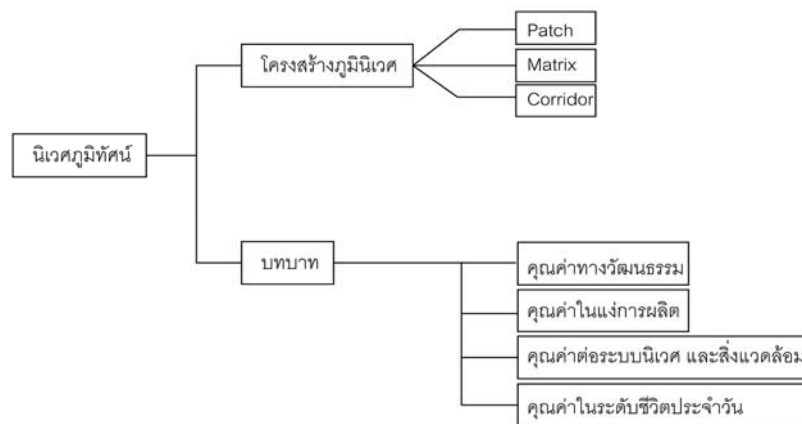 Patch
โครงสร้างภูมินิเวศ
Matrix
Corridor
นิเวศภูมิทัศน์
บทบาท
คุณค่าทางวัฒนธรรม
คุณค่าในแง่การผลิต
คุณค่าต่อระบบนิเวศ และสิ่งแวดล้อม
คุณค่าในระดับชีวิตประจำวัน